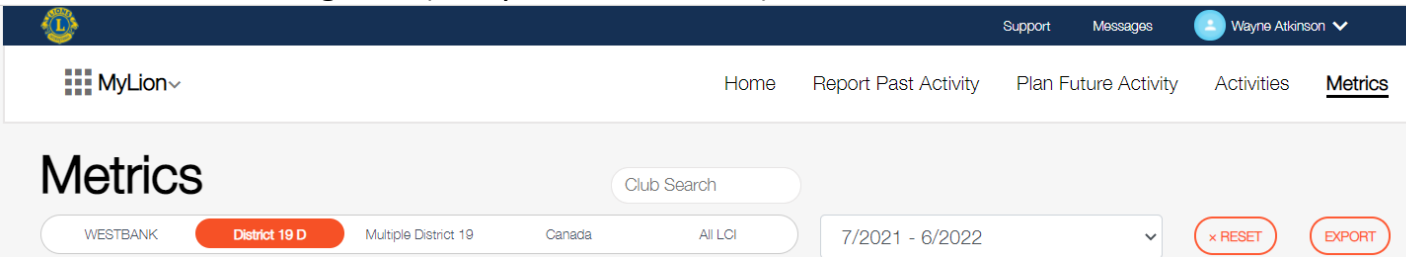 Support Messages Wayne Atkinson
MyLion Home Report Past Activity Plan Future Activity Activities Metrics
Metrics Club Search
WESTBANK District 19 D Multiple District 19 Canada All LCI 7/2021 - 6/2022 × RESET EXPORT